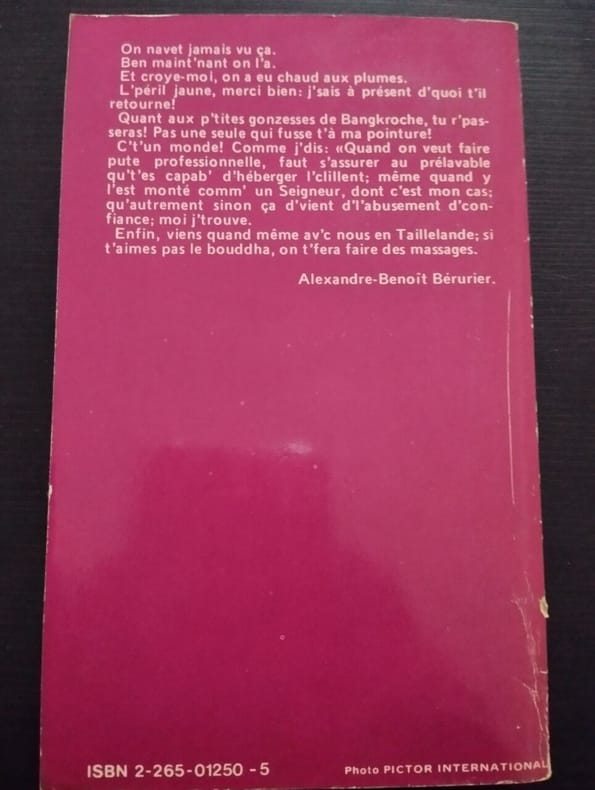 On navet jamais vu ça.
Ben maint'nant on l'a.
Et croye-moi, on a eu chaud aux plumes.
L'péril jaune, merci bien: j'sais à présent d'quoi t'il
retourne!
Quant aux p'tites gonzesses de Bangkroche, tu r'pas-
seras! Pas une seule qui fusse t'à ma pointure!
C't'un monde! Comme j'dis: «Quand on veut faire
pute professionnelle, faut s'assurer au prélavable
qu't'es capab' d'héberger l'clillent; même quand y
l'est monté comm' un Seigneur, dont c'est mon cas;
qu'autrement sinon ça d'vient d'l'abusement d'con-
fiance; moi j'trouve.
Enfin, viens quand même av'c nous en Taillelande; si
t'aimes pas le bouddha, on t'fera faire des massages.
Alexandre-Benoît Bérurier.
ISBN 2-265-01250-5
Photo PICTOR INTERNATIONAL